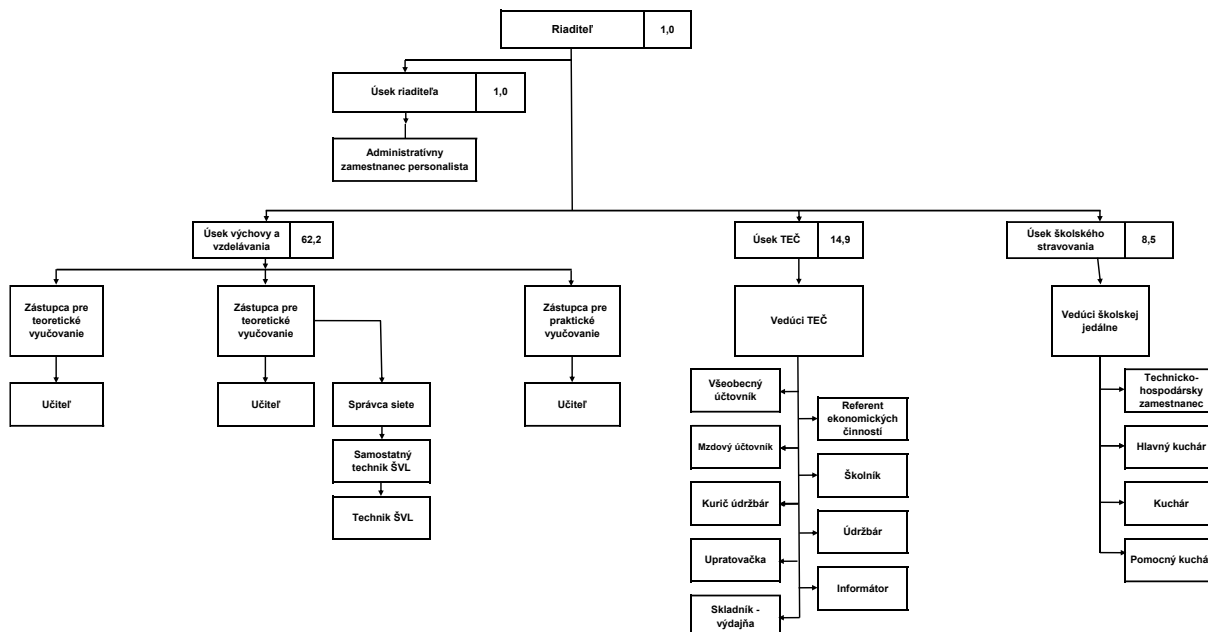 Riaditeľ 1,0
Úsek riaditeľa 1,0
Administratívny
zamestnanec personalista
Úsek výchovy a
vzdelávania
62,2
Úsek TEČ 14,9
Úsek školského
stravovania
8,5
Zástupca pre
teoretické
vyučovanie
Zástupca pre
teoretické
vyučovanie
Zástupca pre
praktické
vyučovanie
Vedúci TEČ
Vedúci školskej
jedálne
Učiteľ
Učiteľ
Správca siete
Učiteľ
Samostatný
technik ŠVL
Technik ŠVL
Všeobecný
účtovník
Referent
ekonomických
činností
Mzdový účtovník
Školník
Kurič údržbár
Údržbár
Upratovačka
Informátor
Skladník -
výdajňa
Technicko-
hospodársky
zamestnanec
Hlavný kuchár
Kuchár
Pomocný kuchá